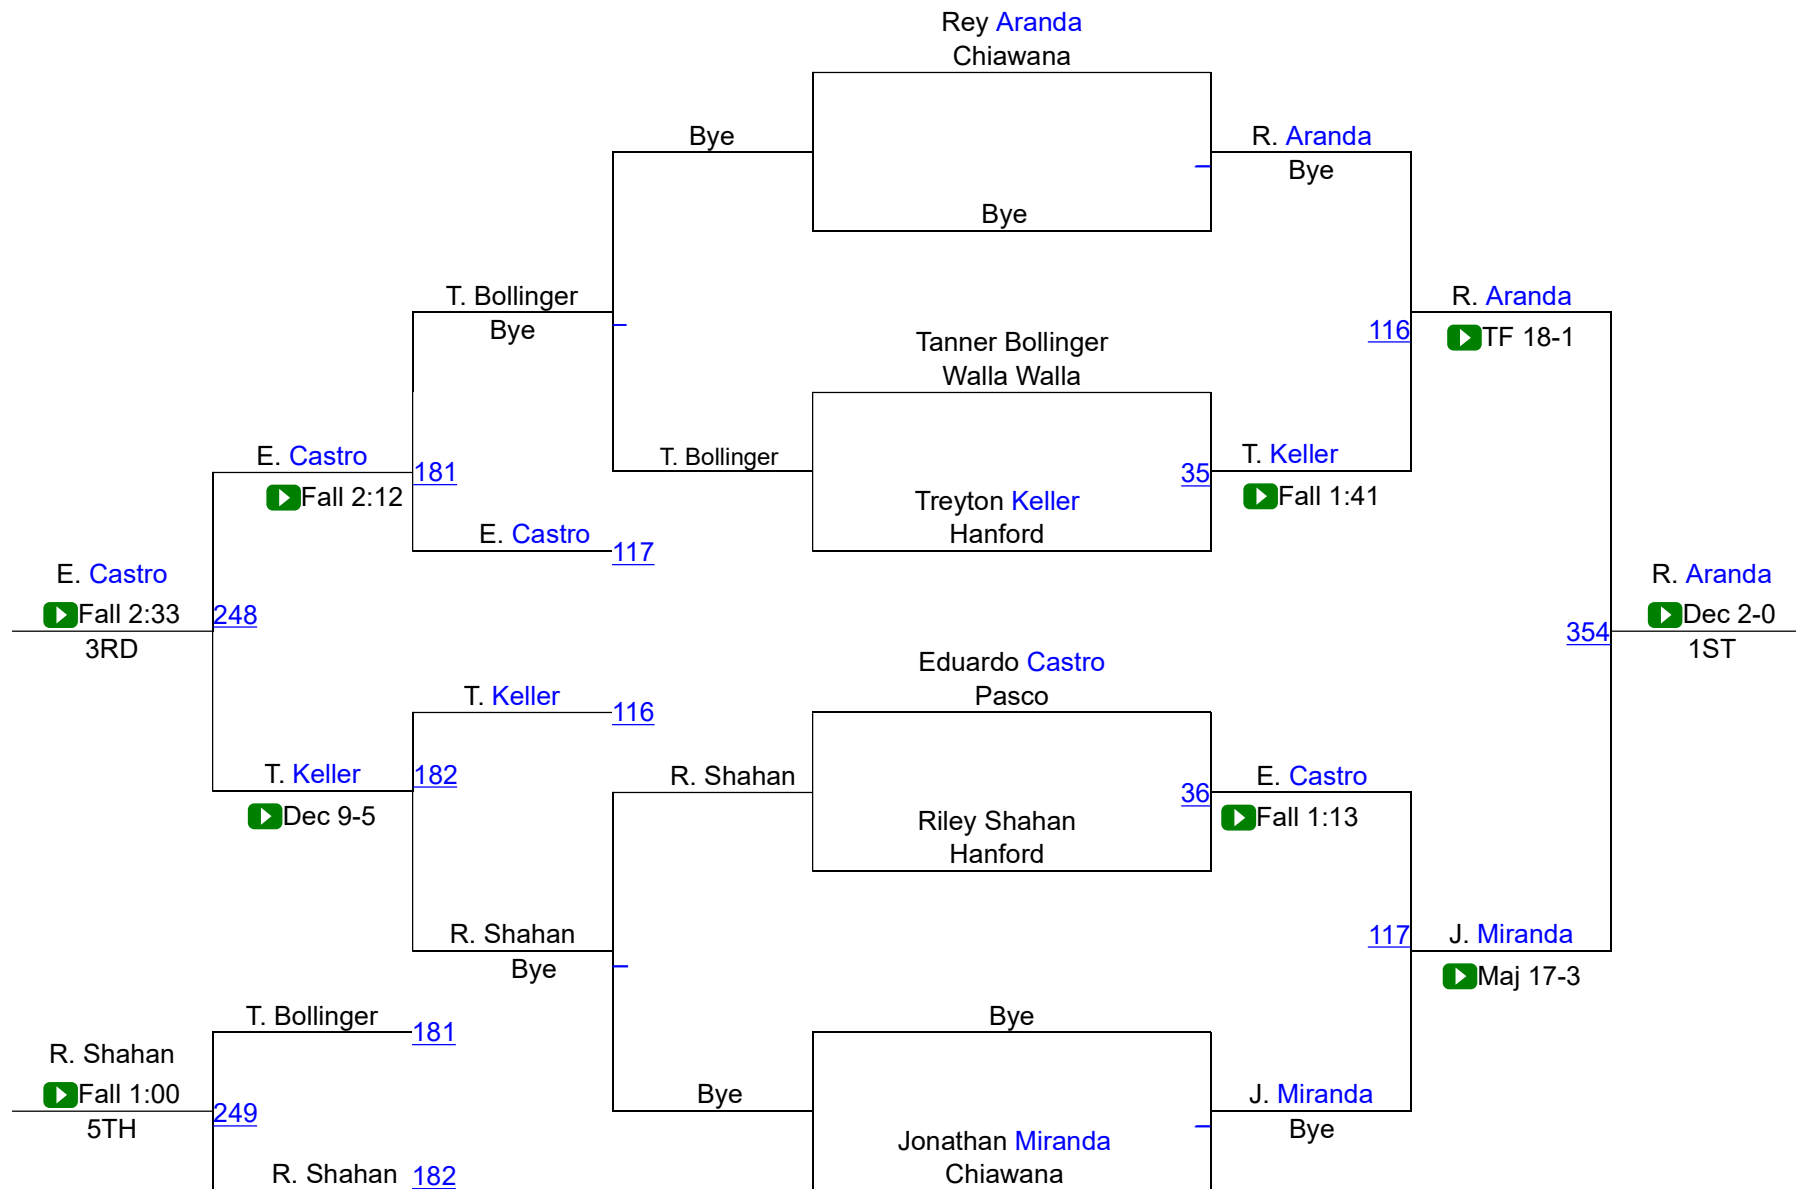 Rey Aranda
Chiawana
Bye
R. Aranda
Bye
Bye
T. Bollinger
Bye
R. Aranda
TF 18-1
116
Tanner Bollinger
Walla Walla
E. Castro
Fall 2:12
181
T. Bollinger
35
T. Keller
Fall 1:41
Treyton Keller
Hanford
E. Castro
117
E. Castro
Fall 2:33
3RD
248
354
R. Aranda
Dec 2-0
1ST
Eduardo Castro
Pasco
T. Keller
116
T. Keller
Dec 9-5
182
R. Shahan
36
E. Castro
Fall 1:13
Riley Shahan
Hanford
R. Shahan
Bye
117
J. Miranda
Maj 17-3
T. Bollinger
181
Bye
R. Shahan
Fall 1:00
5TH
249
Bye
J. Miranda
Bye
Jonathan Miranda
Chiawana
R. Shahan
182